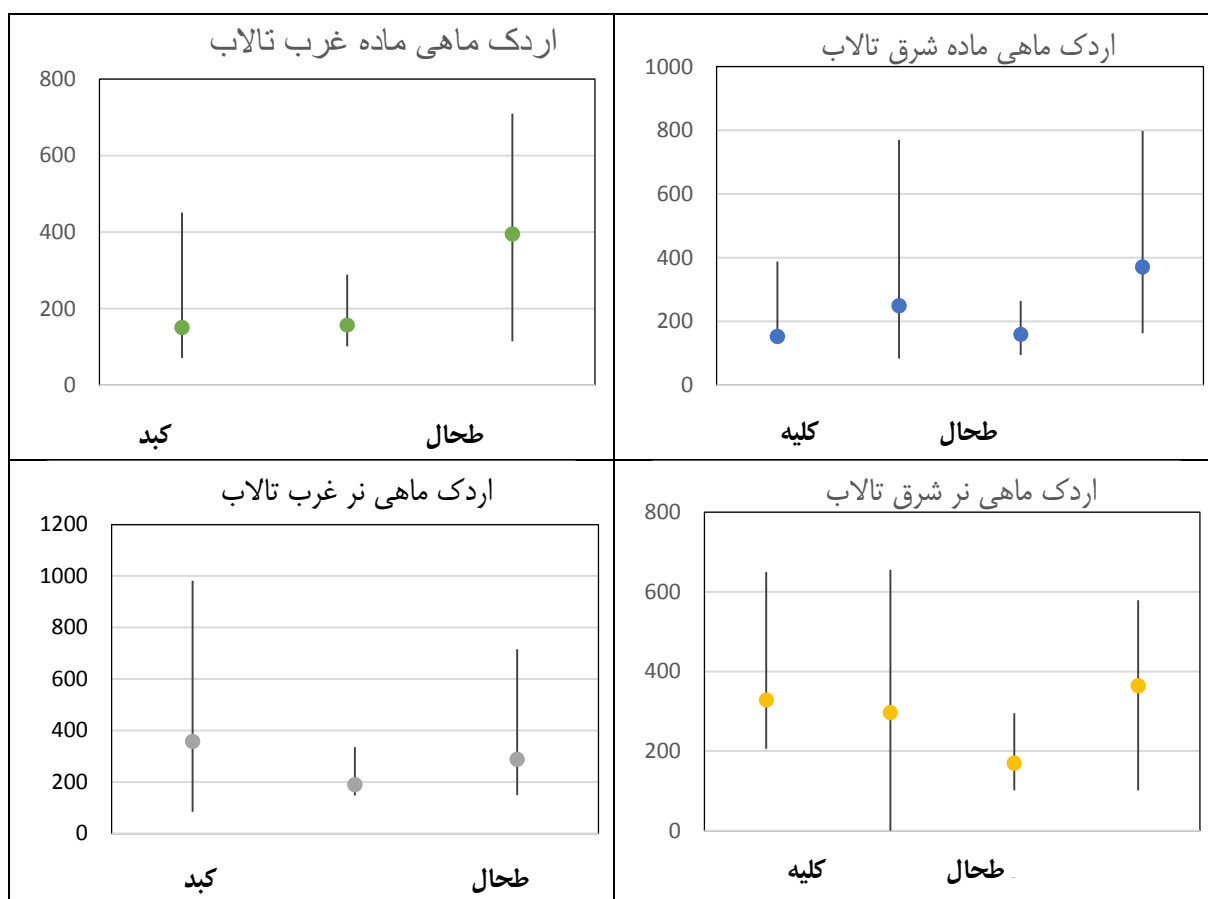 اردک ماهی ماده غرب تالاب
800
600
400
200
0
کبد طحال
اردک ماهی ماده شرق تالاب
1000
800
600
400
200
0
کلیه طحال
اردک ماهی نر غرب تالاب
1200
1000
800
600
400
200
0
کبد طحال
اردک ماهی نر شرق تالاب
800
600
400
200
0
کلیه طحال